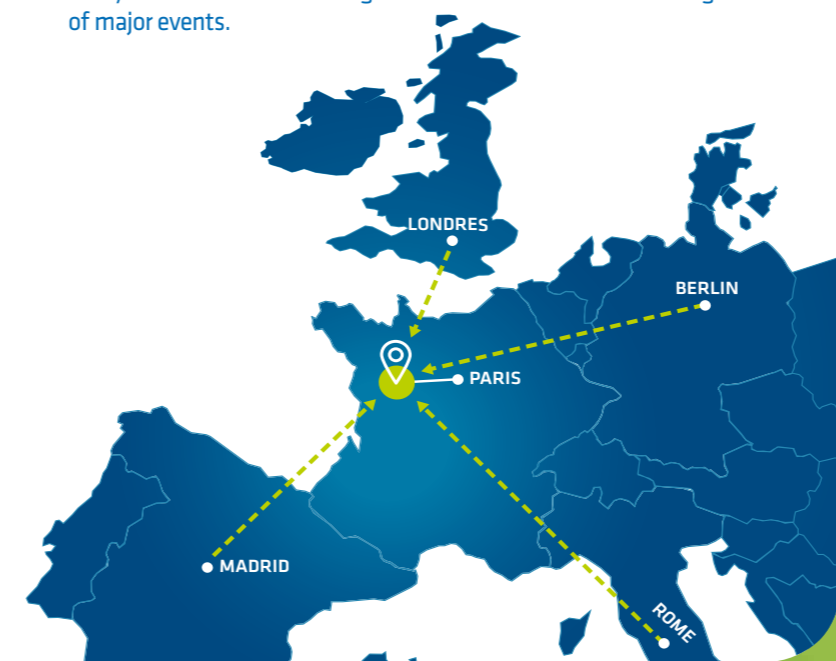 of major events.
LONDRES
BERLIN
PARIS
MADRID
ROME